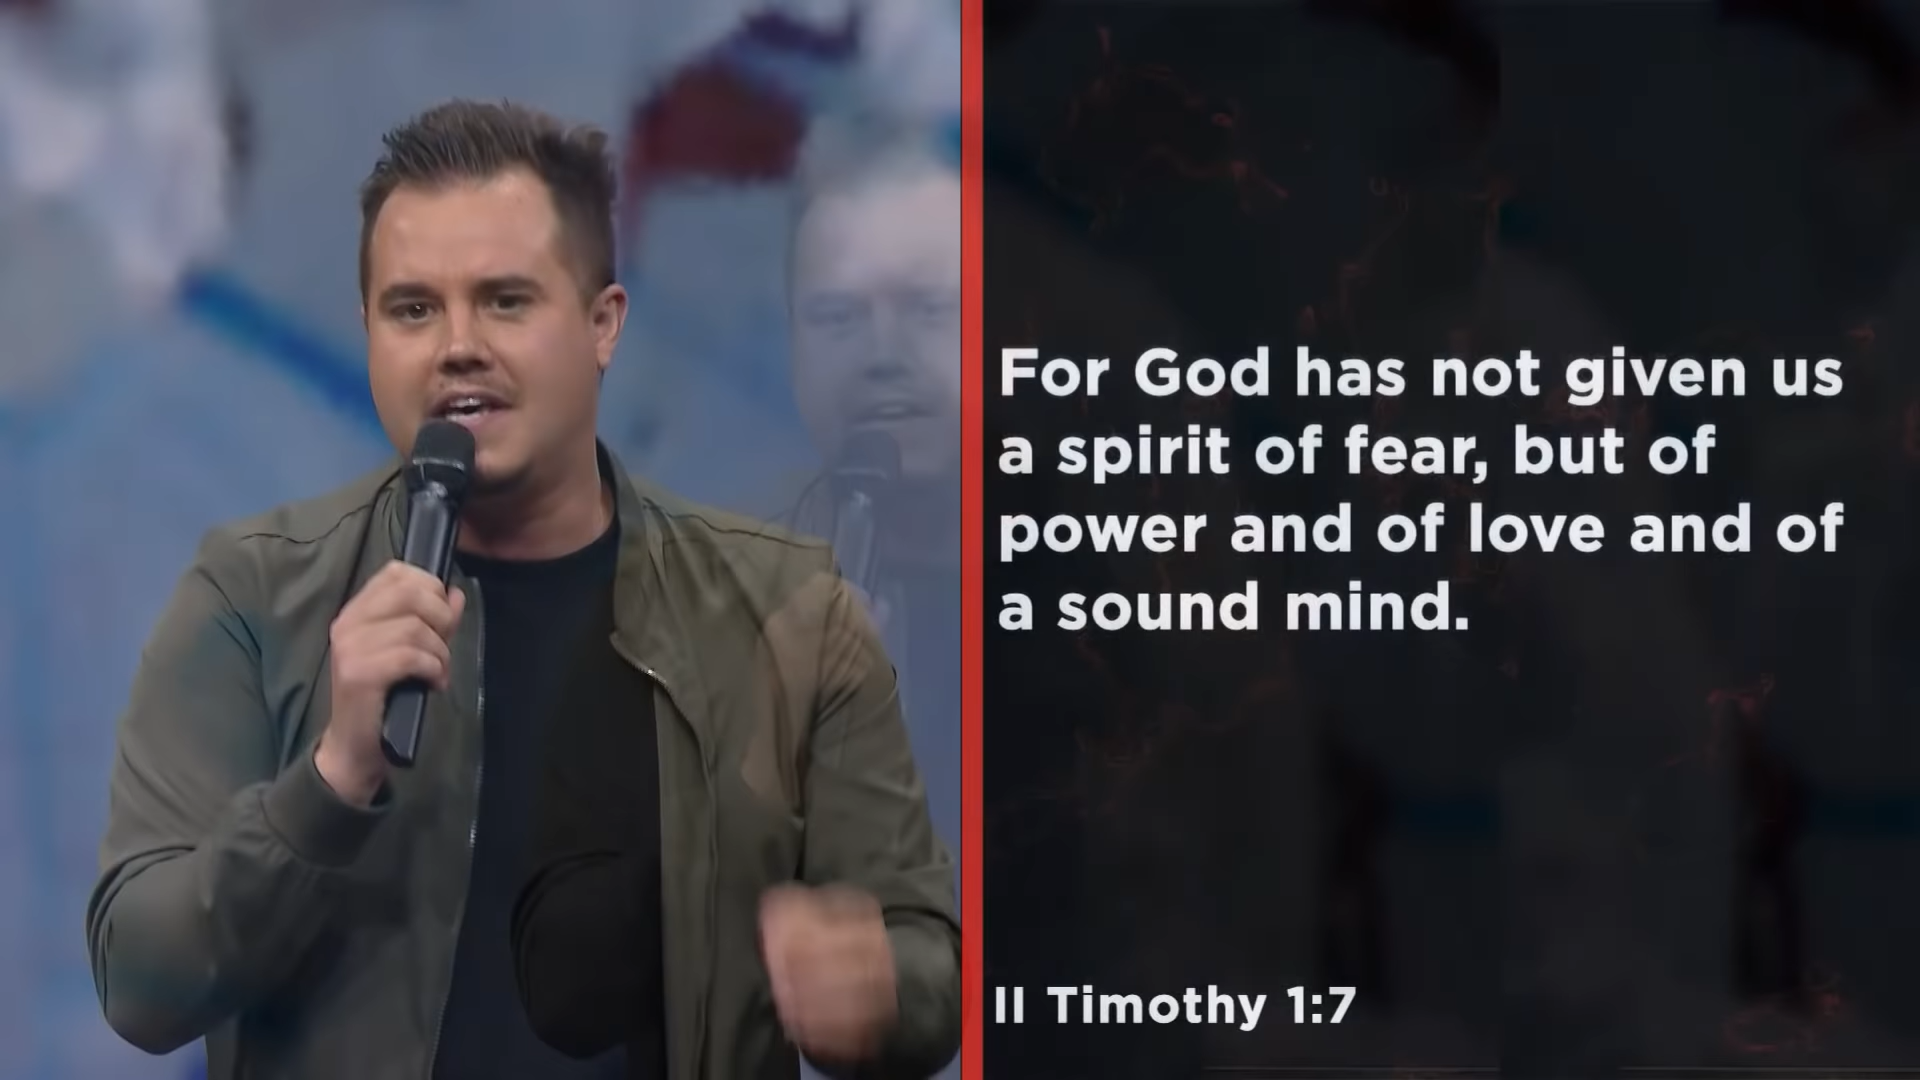 For God has not given us
a spirit of fear, but of
power and of love and of
a sound mind.
II Timothy 1:7